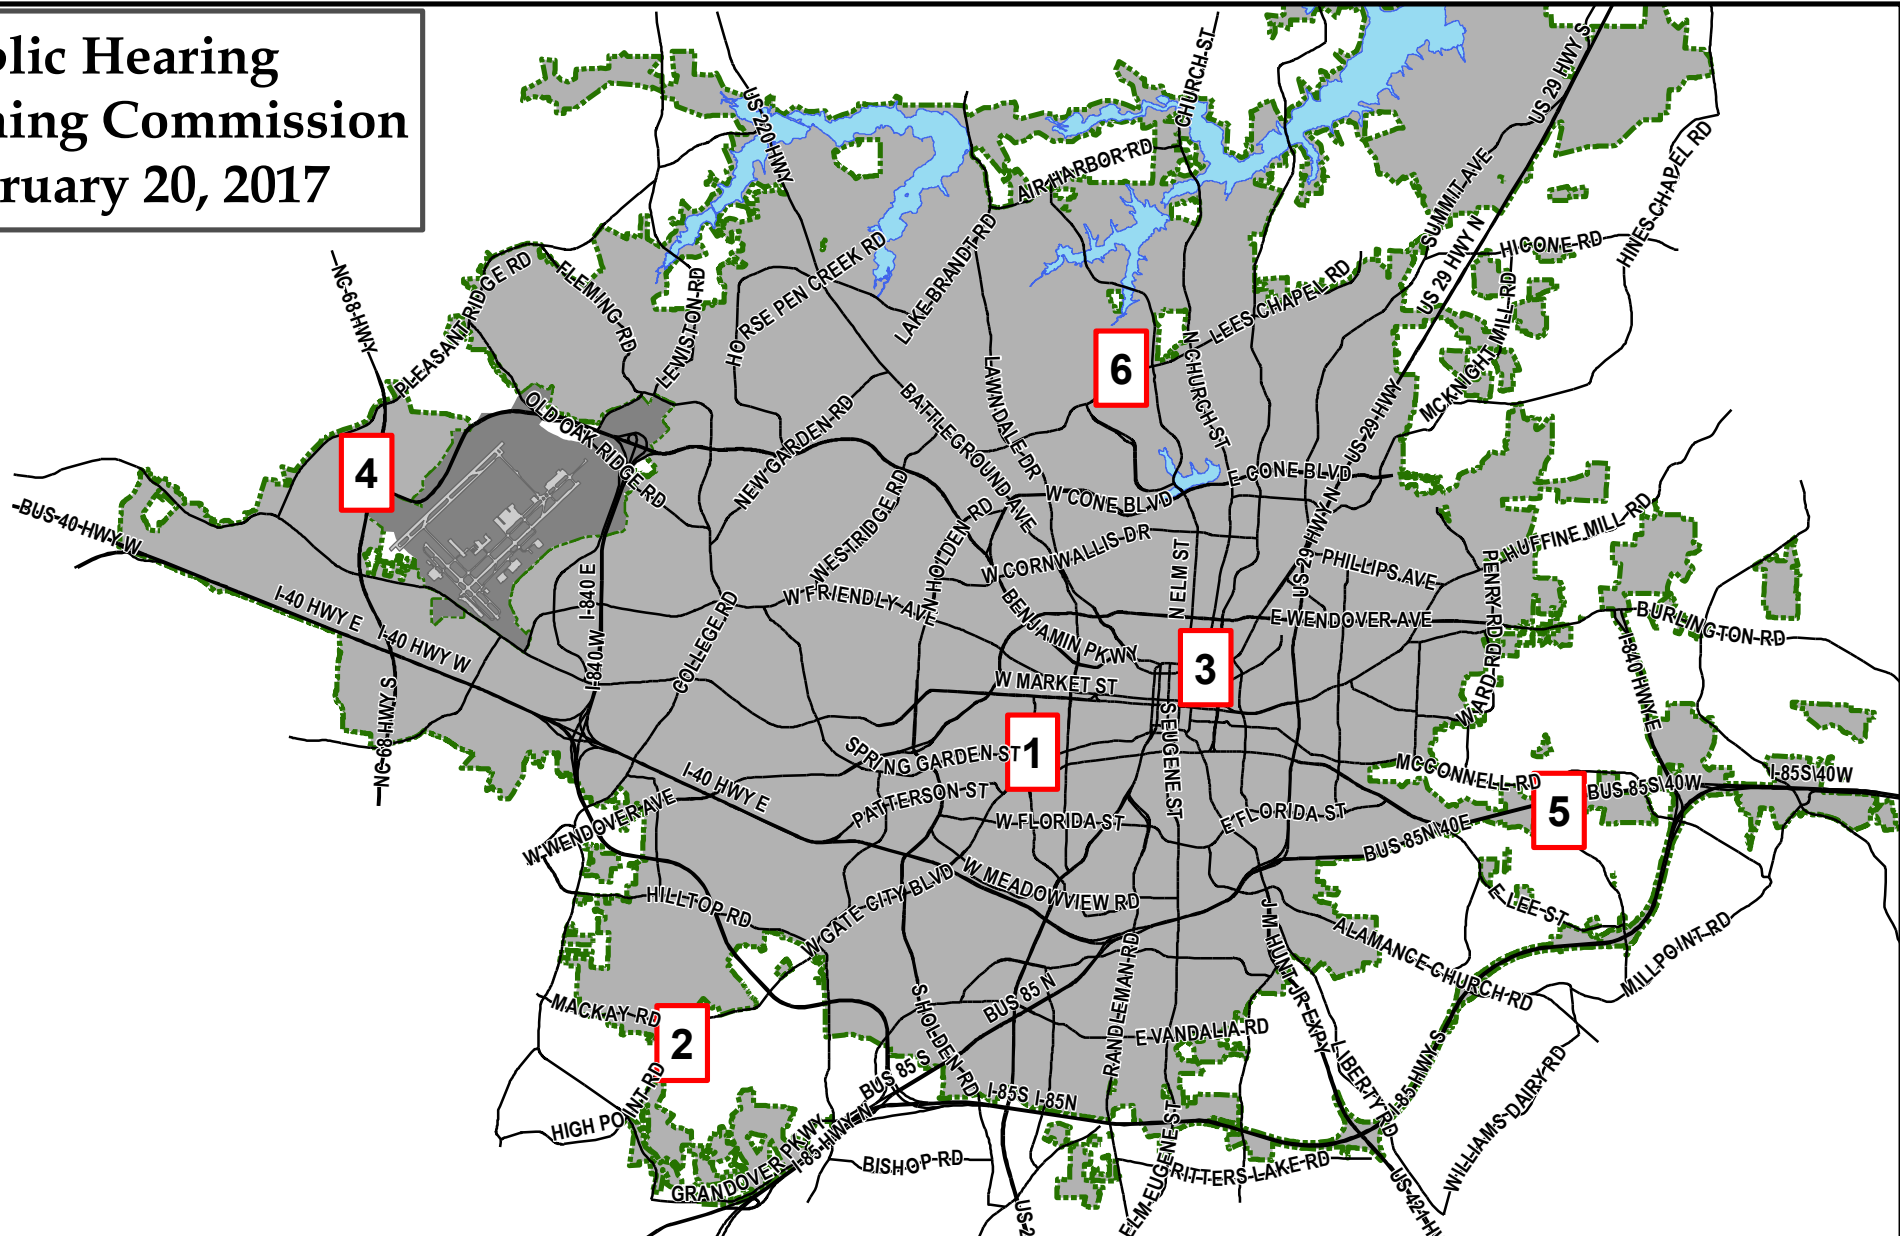 blic Hearing
ning Commission
ruary 20, 2017
US 220 HWY
CHURCH ST
US 29 HWY S
AIR HARBOR RD
SUMMIT AVE
HINES CHAPEL RD
HICONE RD
US 29 HWY N
NC 68 HWY
PLEASANT RIDGE RD
FLEMING RD
LEWISTON RD
HORSE PEN CREEK RD
LAKE BRANDT RD
LEES CHAPEL RD
MCKNIGHT MILL RD
6
N CHURCH ST
LAWNDALE DR
BATTLEGROUND AVE
US 29 HWY
OLD OAK RIDGE RD
NEW GARDEN RD
4
WESTRIDGE RD
N HOLDEN RD
W CONE BLVD
E CONE BLVD
BUS 40 HWY W
W CORNWALLIS DR
N ELM ST
US 29 HWY N
PHILLIPS AVE
PENRY RD
HUFFINE MILL RD
I-40 HWY E
I-40 HWY W
I-840 E
I-840 W
COLLEGE RD
W FRIENDLY AVE
BENJAMIN PKWY
E WENDOVER AVE
BURLINGTON RD
I-840 HWY E
WARD RD
3
W MARKET ST
NC 68 HWY S
SPRING GARDEN ST
1
S EUGENE ST
MCCONNELL RD
BUS 85S\40W
I-85S\40W
5
I-40 HWY E
PATTERSON ST
W FLORIDA ST
E FLORIDA ST
BUS 85N\40E
W WENDOVER AVE
HILLTOP RD
W GATE CITY BLVD
W MEADOWVIEW RD
E LEE ST
J M HUNT JR EXPY
ALAMANCE CHURCH RD
MILLPOINT RD
MACKAY RD
2
S HOLDEN RD
BUS 85 N
RANDLEMAN RD
E VANDALIA RD
LIBERTY RD
I-85 HWY S
WILLIAMS DAIRY RD
HIGH POINT RD
BUS 85 S
I-85S I-85N
GRANDOVER PKWY
I-85 HWY N
BISHOP RD
ELM-EUGENE ST
RITTERS LAKE RD
US-2
US-421-H